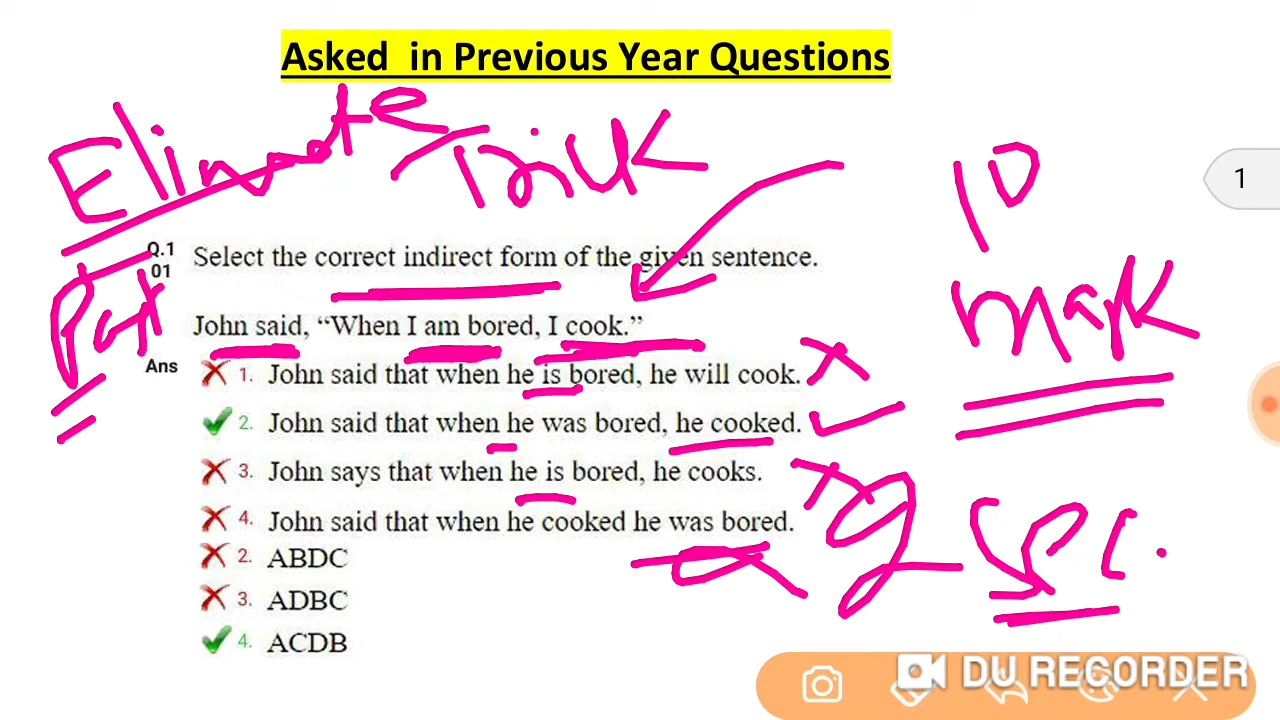 Asked in Previous Year Questions
Eliminate Trick
10
mark
Q.1
01
Select the correct indirect form of the given sentence.
John said, “When I am bored, I cook.”
Ans
1. John said that when he is bored, he will cook.
2. John said that when he was bored, he cooked.
3. John says that when he is bored, he cooks.
4. John said that when he cooked he was bored.
2. ABDC
3. ADBC
4. ACDB
Sec.
1
DU RECORDER